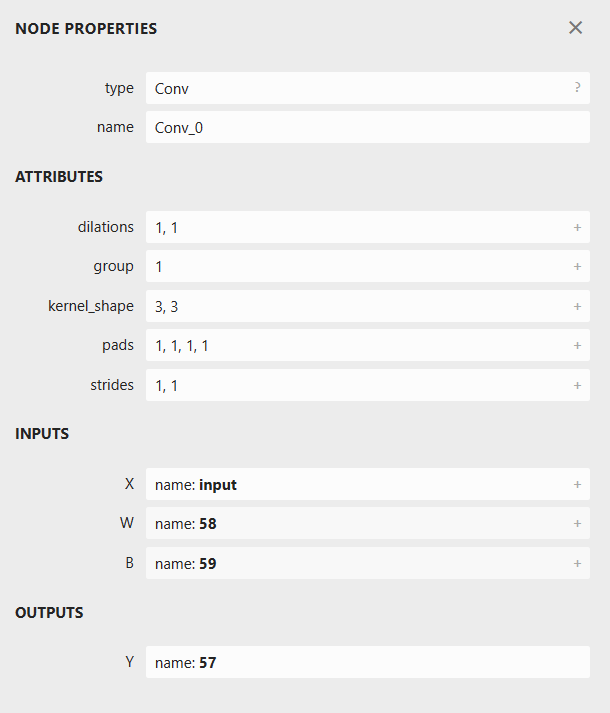 NODE PROPERTIES ✕
type Conv ?
name Conv_0
ATTRIBUTES
dilations 1, 1 +
group 1 +
kernel_shape 3, 3 +
pads 1, 1, 1, 1 +
strides 1, 1 +
INPUTS
X name: input +
W name: 58 +
B name: 59 +
OUTPUTS
Y name: 57